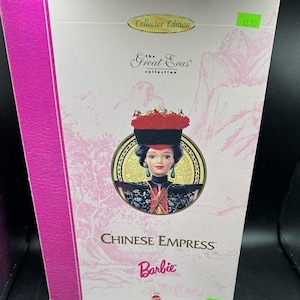 Collector Edition
the
Great Eras®
collection
CHINESE EMPRESS
Barbie